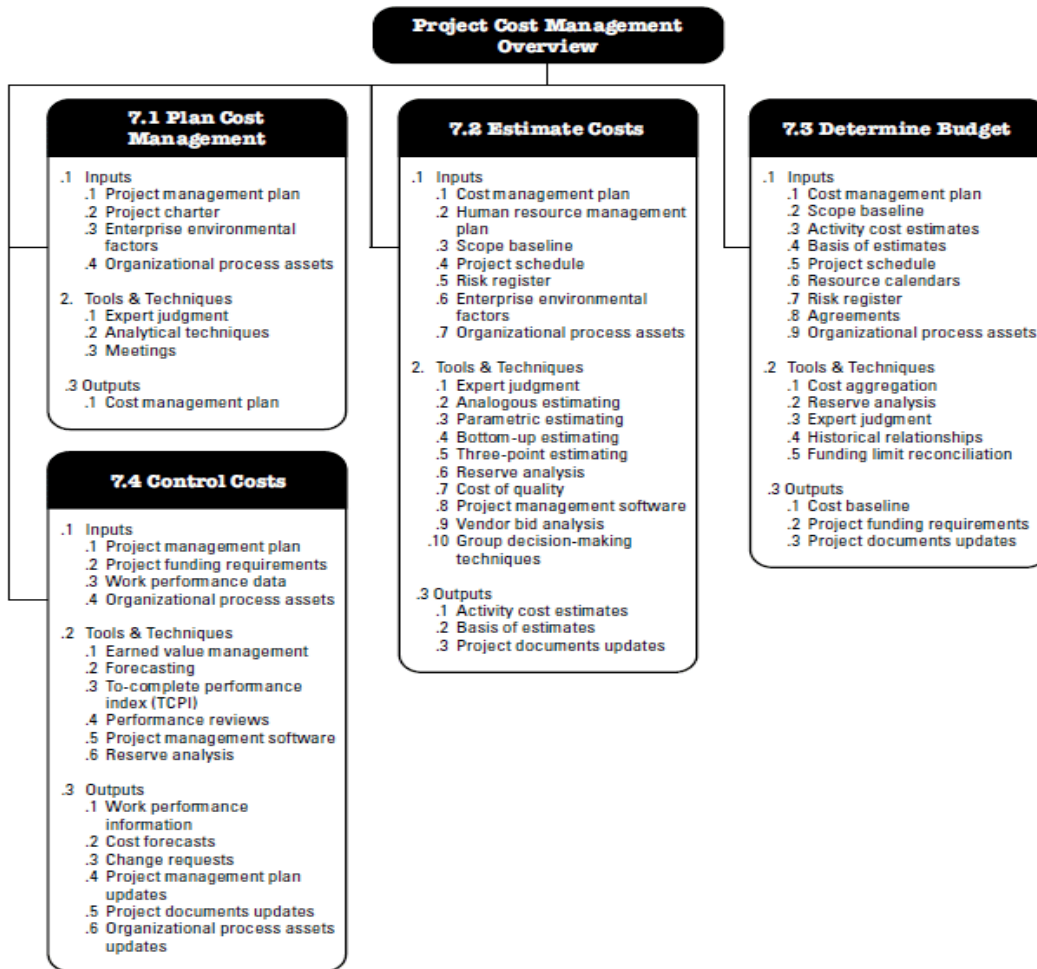 Project Cost Management
Overview
7.1 Plan Cost
Management
.1 Inputs
.1 Project management plan
.2 Project charter
.3 Enterprise environmental
factors
.4 Organizational process assets
2. Tools & Techniques
.1 Expert judgment
.2 Analytical techniques
.3 Meetings
.3 Outputs
.1 Cost management plan
7.2 Estimate Costs
.1 Inputs
.1 Cost management plan
.2 Human resource management
plan
.3 Scope baseline
.4 Project schedule
.5 Risk register
.6 Enterprise environmental
factors
.7 Organizational process assets
2. Tools & Techniques
.1 Expert judgment
.2 Analogous estimating
.3 Parametric estimating
.4 Bottom-up estimating
.5 Three-point estimating
.6 Reserve analysis
.7 Cost of quality
.8 Project management software
.9 Vendor bid analysis
.10 Group decision-making
techniques
.3 Outputs
.1 Activity cost estimates
.2 Basis of estimates
.3 Project documents updates
7.3 Determine Budget
.1 Inputs
.1 Cost management plan
.2 Scope baseline
.3 Activity cost estimates
.4 Basis of estimates
.5 Project schedule
.6 Resource calendars
.7 Risk register
.8 Agreements
.9 Organizational process assets
.2 Tools & Techniques
.1 Cost aggregation
.2 Reserve analysis
.3 Expert judgment
.4 Historical relationships
.5 Funding limit reconciliation
.3 Outputs
.1 Cost baseline
.2 Project funding requirements
.3 Project documents updates
7.4 Control Costs
.1 Inputs
.1 Project management plan
.2 Project funding requirements
.3 Work performance data
.4 Organizational process assets
.2 Tools & Techniques
.1 Earned value management
.2 Forecasting
.3 To-complete performance
index (TCPI)
.4 Performance reviews
.5 Project management software
.6 Reserve analysis
.3 Outputs
.1 Work performance
information
.2 Cost forecasts
.3 Change requests
.4 Project management plan
updates
.5 Project documents updates
.6 Organizational process assets
updates